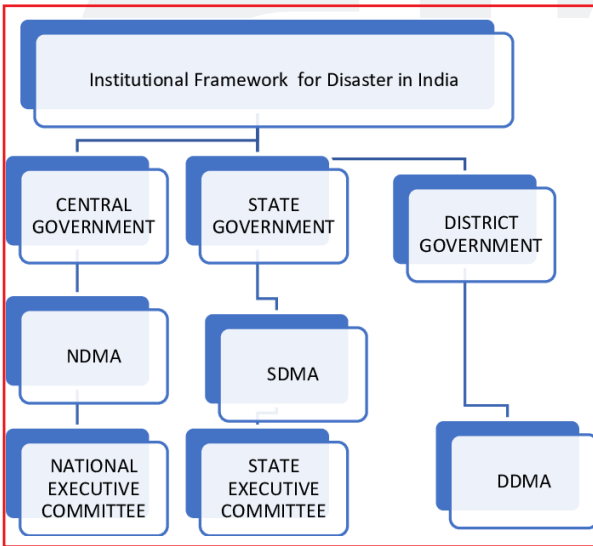 Institutional Framework for Disaster in India
CENTRAL
GOVERNMENT
STATE
GOVERNMENT
DISTRICT
GOVERNMENT
NDMA
SDMA
NATIONAL
EXECUTIVE
COMMITTEE
STATE
EXECUTIVE
COMMITTEE
DDMA